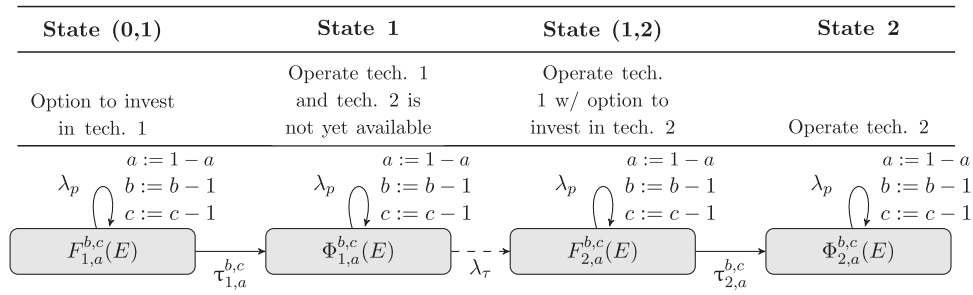 State (0,1) State 1 State (1,2) State 2
Option to invest
in tech. 1
Operate tech. 1
and tech. 2 is
not yet available
Operate tech.
1 w/ option to
invest in tech. 2
Operate tech. 2
λ_p a := 1 − a
b := b − 1
c := c − 1
λ_p a := 1 − a
b := b − 1
c := c − 1
λ_p a := 1 − a
b := b − 1
c := c − 1
λ_p a := 1 − a
b := b − 1
c := c − 1
F_{1,a}^{b,c}(E) Φ_{1,a}^{b,c}(E) F_{2,a}^{b,c}(E) Φ_{2,a}^{b,c}(E)
τ_{1,a}^{b,c} λ_τ τ_{2,a}^{b,c}